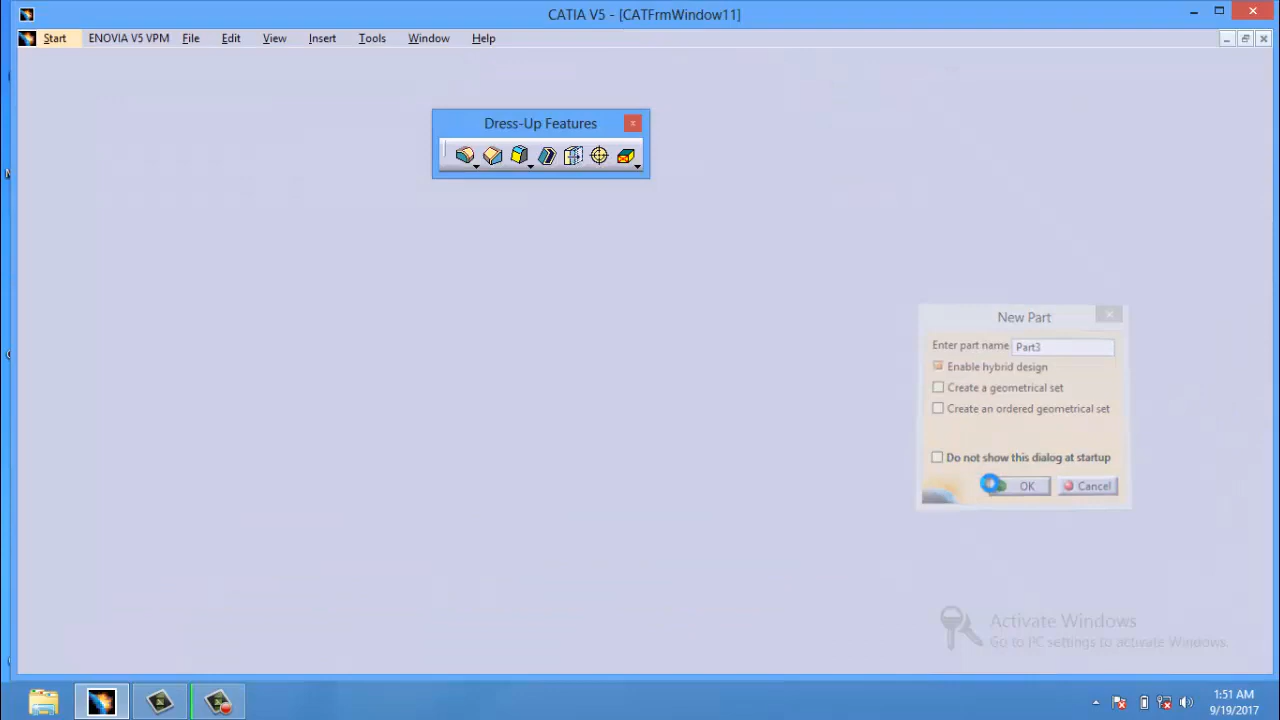 CATIA V5 - [CATFrmWindow11]
Start ENOVIA V5 VPM File Edit View Insert Tools Window Help
Dress-Up Features
New Part
Enter part name Part3
Enable hybrid design
Create a geometrical set
Create an ordered geometrical set
Do not show this dialog at startup
OK Cancel
Activate Windows
Go to PC settings to activate Windows.
1:51 AM
9/19/2017